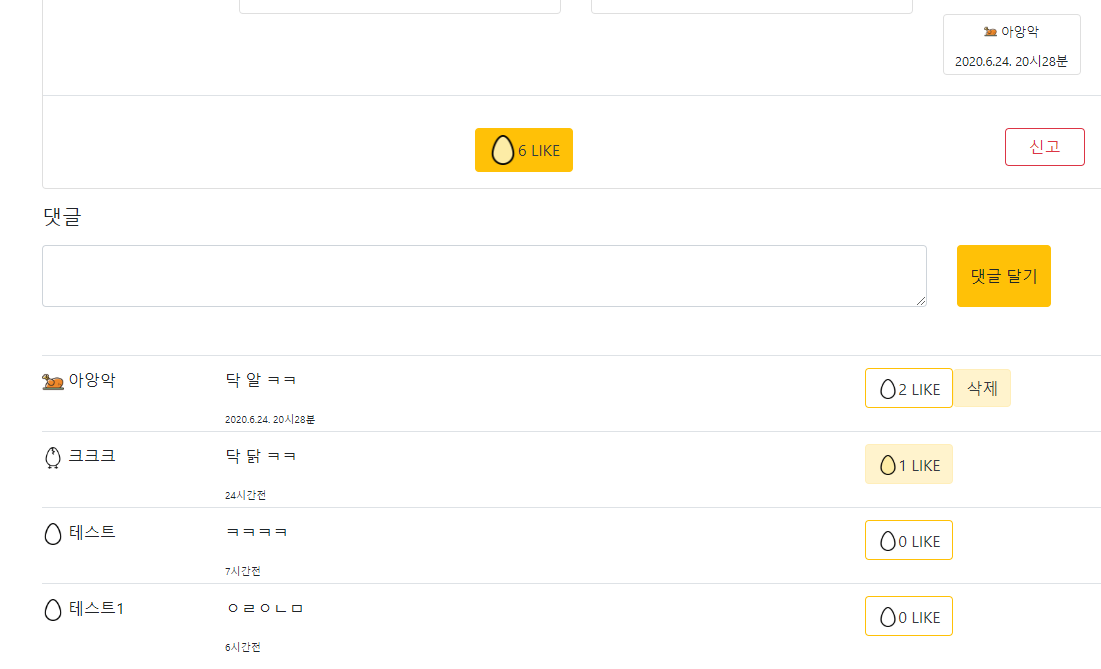 아앙악
2020.6.24. 20시28분
6 LIKE
신고
댓글
댓글 달기
아앙악
닥 알 ㅋㅋ
2 LIKE
삭제
2020.6.24. 20시28분
크크크
닥 닭 ㅋㅋ
1 LIKE
24시간전
테스트
ㅋㅋㅋㅋ
0 LIKE
7시간전
테스트1
ㅇㄹㅇㄴㅁ
0 LIKE
6시간전